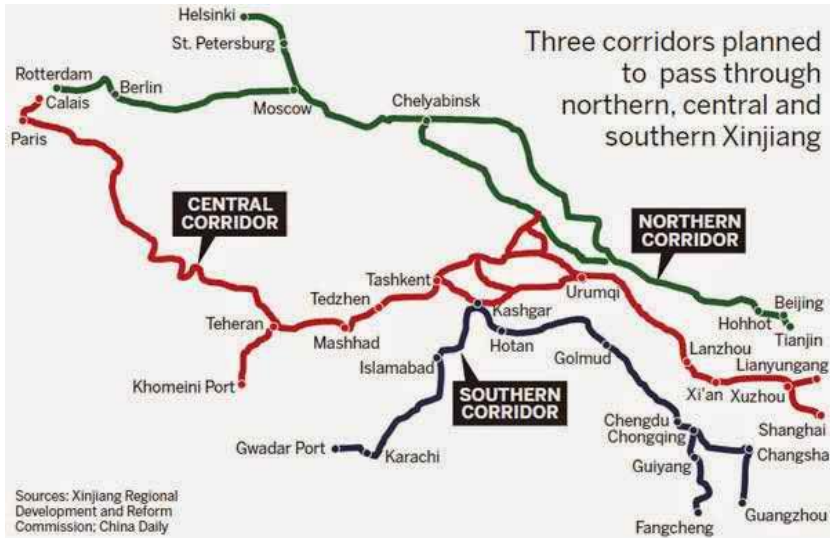 Three corridors planned
to pass through
northern, central and
southern Xinjiang
Helsinki
St. Petersburg
Rotterdam
Berlin
Calais
Moscow
Chelyabinsk
Paris
CENTRAL
CORRIDOR
NORTHERN
CORRIDOR
Tashkent
Urumqi
Tedzhen
Kashgar
Beijing
Teheran
Hohhot
Mashhad
Hotan
Tianjin
Golmud
Lanzhou
Islamabad
Lianyungang
Khomeini Port
Xi'an
Xuzhou
SOUTHERN
CORRIDOR
Shanghai
Chengdu
Chongqing
Gwadar Port
Karachi
Changsha
Guiyang
Guangzhou
Fangcheng
Sources: Xinjiang Regional
Development and Reform
Commission; China Daily